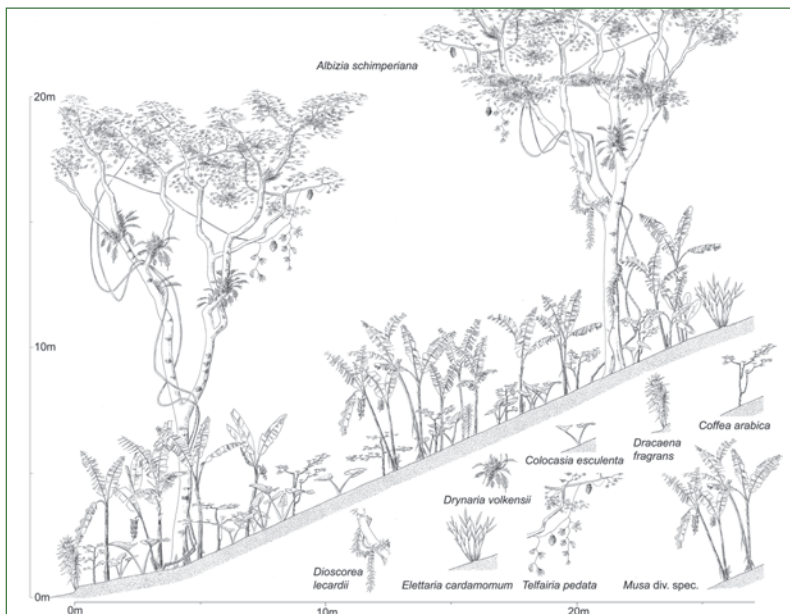 Albizia schimperiana
20m
10m
Coffea arabica
Dracaena
fragrans
Colocasia esculenta
Drynaria volkensii
Dioscorea
lecardii
Elettaria cardamomum
Telfairia pedata
Musa div. spec.
0m
0m
10m
20m